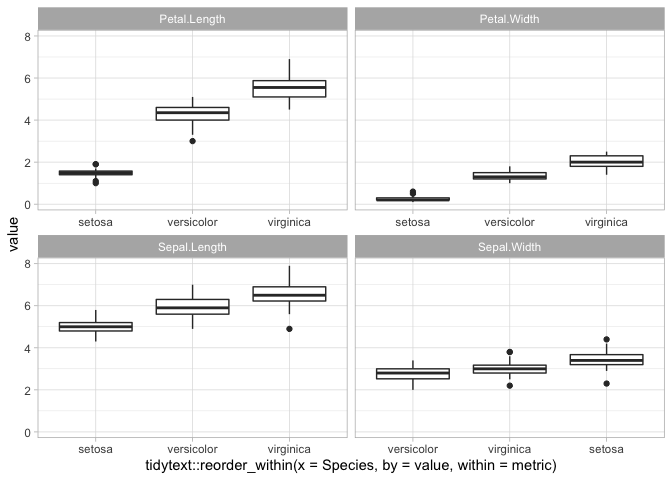 Petal.Length Petal.Width
8
6
4
2
0
setosa versicolor virginica setosa versicolor virginica
value
Sepal.Length Sepal.Width
8
6
4
2
0
setosa versicolor virginica versicolor virginica setosa
tidytext::reorder_within(x = Species, by = value, within = metric)